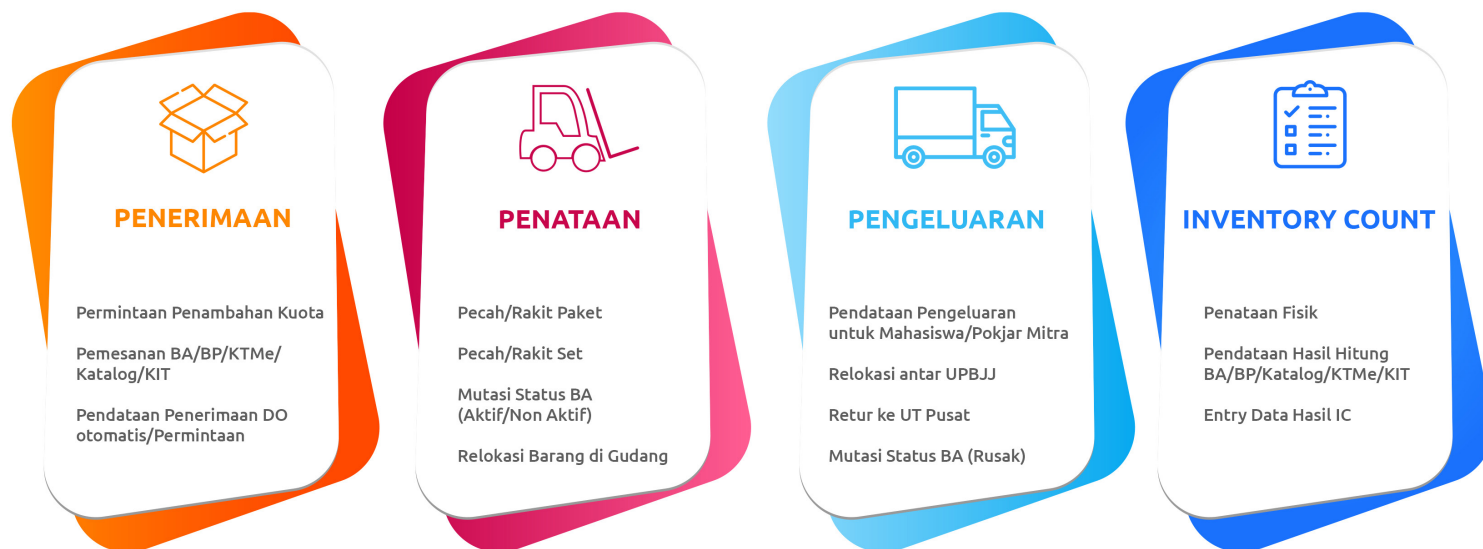 PENERIMAAN
Permintaan Penambahan Kuota
Pemesanan BA/BP/KTMe/
Katalog/KIT
Pendataan Penerimaan DO
otomatis/Permintaan
PENATAAN
Pecah/Rakit Paket
Pecah/Rakit Set
Mutasi Status BA
(Aktif/Non Aktif)
Relokasi Barang di Gudang
PENGELUARAN
Pendataan Pengeluaran
untuk Mahasiswa/Pokjar Mitra
Relokasi antar UPBJJ
Retur ke UT Pusat
Mutasi Status BA (Rusak)
INVENTORY COUNT
Penataan Fisik
Pendataan Hasil Hitung
BA/BP/Katalog/KTMe/KIT
Entry Data Hasil IC